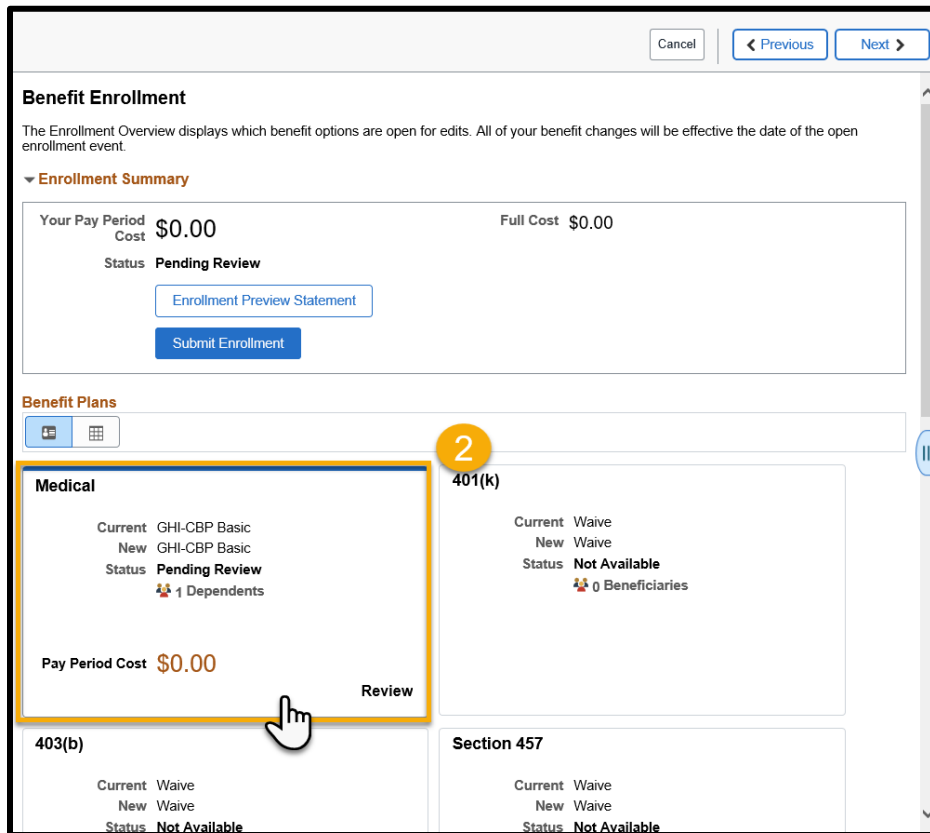 Cancel
Previous
Next
Benefit Enrollment
The Enrollment Overview displays which benefit options are open for edits. All of your benefit changes will be effective the date of the open
enrollment event.
Enrollment Summary
Your Pay Period Cost $0.00
Full Cost $0.00
Status Pending Review
Enrollment Preview Statement
Submit Enrollment
Benefit Plans
2
Medical
Current GHI-CBP Basic
New GHI-CBP Basic
Status Pending Review
1 Dependents
Pay Period Cost $0.00
Review
401(k)
Current Waive
New Waive
Status Not Available
0 Beneficiaries
403(b)
Current Waive
New Waive
Status Not Available
Section 457
Current Waive
New Waive
Status Not Available